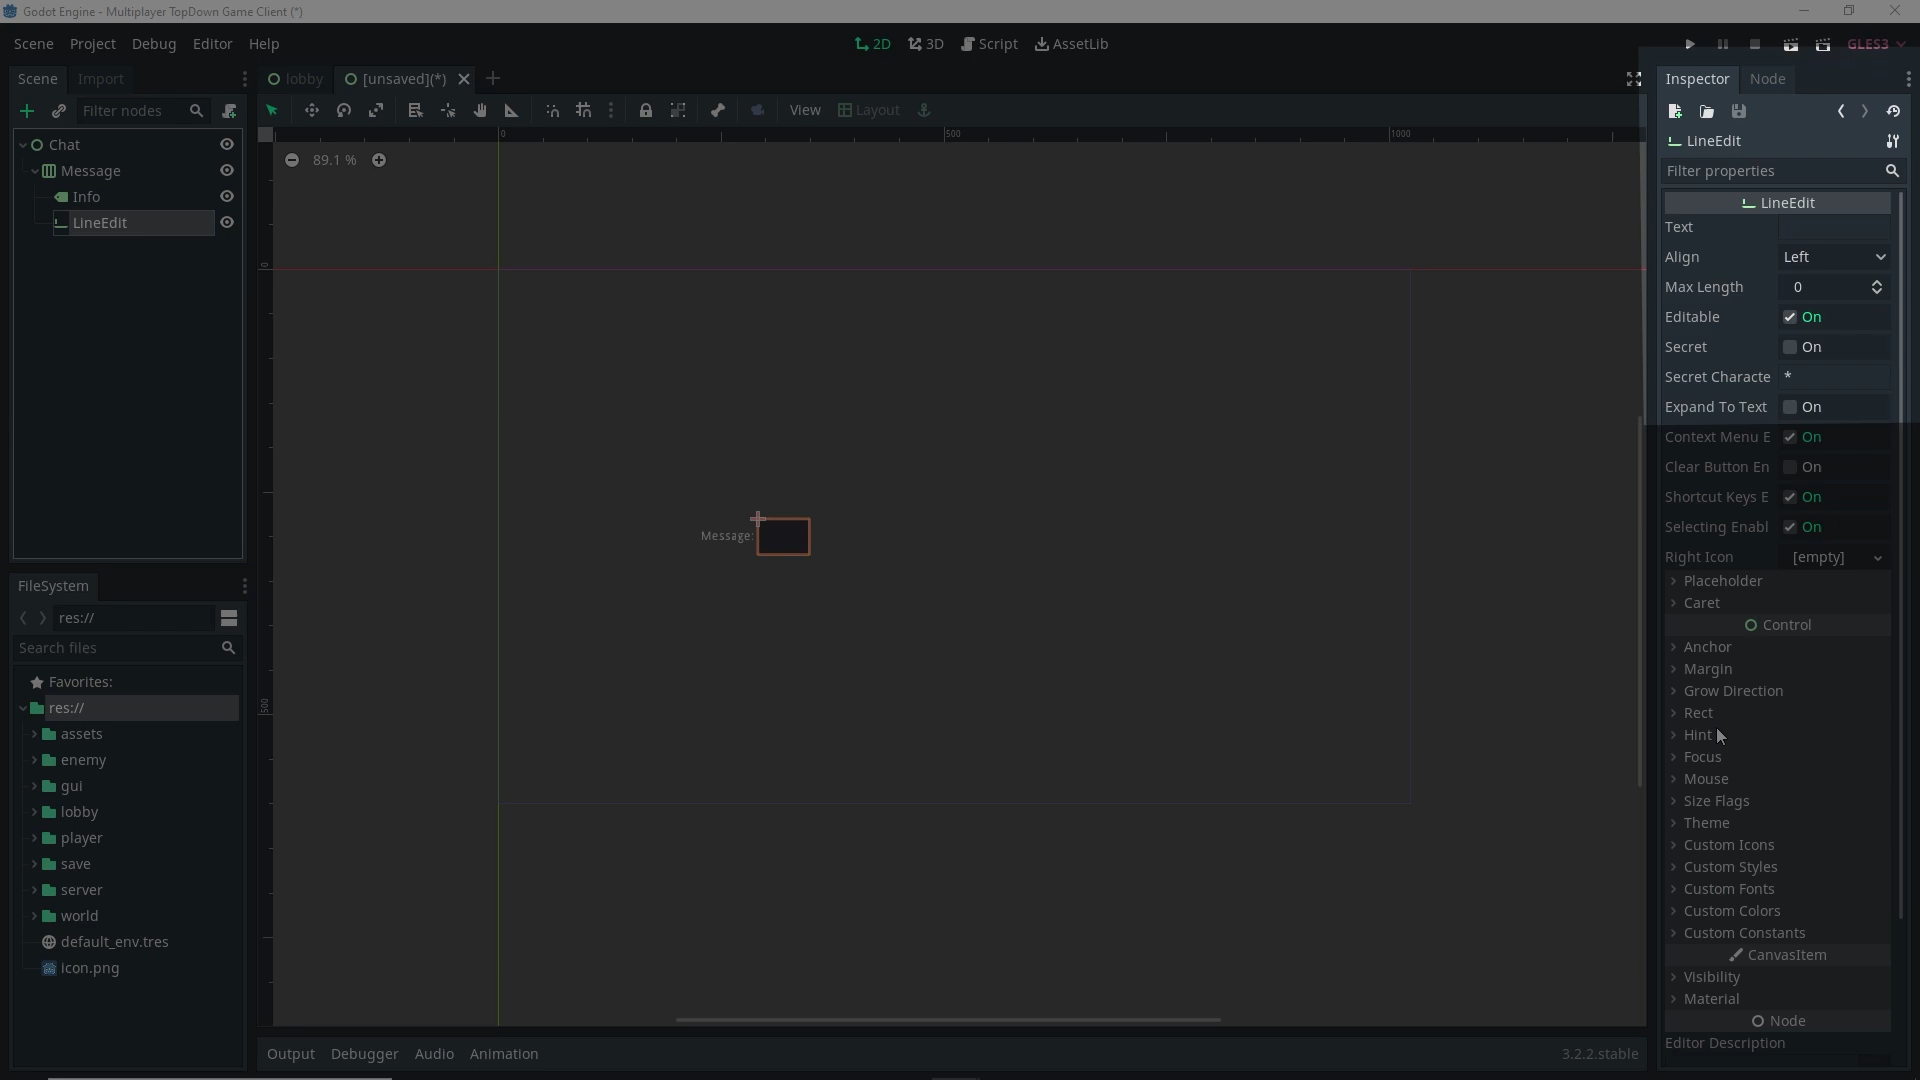 Godot Engine - Multiplayer TopDown Game Client (*)
Scene Project Debug Editor Help
2D 3D Script AssetLib
GLES3
Scene Import
lobby [unsaved](*)
Inspector Node
Filter nodes
View Layout
LineEdit
Filter properties
Chat
Message
Info
LineEdit
0 500 1000
89.1 %
0
500
Message:
LineEdit
Text
Align Left
Max Length 0
Editable On
Secret On
Secret Characte *
Expand To Text On
Context Menu E On
Clear Button En On
Shortcut Keys E On
Selecting Enabl On
Right Icon [empty]
Placeholder
Caret
Control
Anchor
Margin
Grow Direction
Rect
Hint
Focus
Mouse
Size Flags
Theme
Custom Icons
Custom Styles
Custom Fonts
Custom Colors
Custom Constants
CanvasItem
Visibility
Material
Node
Editor Description
FileSystem
res://
Search files
Favorites:
res://
assets
enemy
gui
lobby
player
save
server
world
default_env.tres
icon.png
Output Debugger Audio Animation
3.2.2.stable